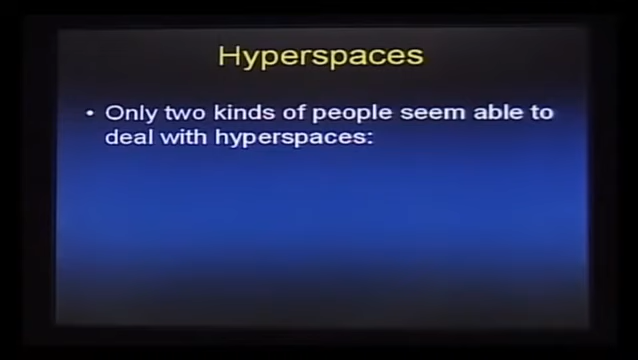 Hyperspaces
• Only two kinds of people seem able to
deal with hyperspaces: